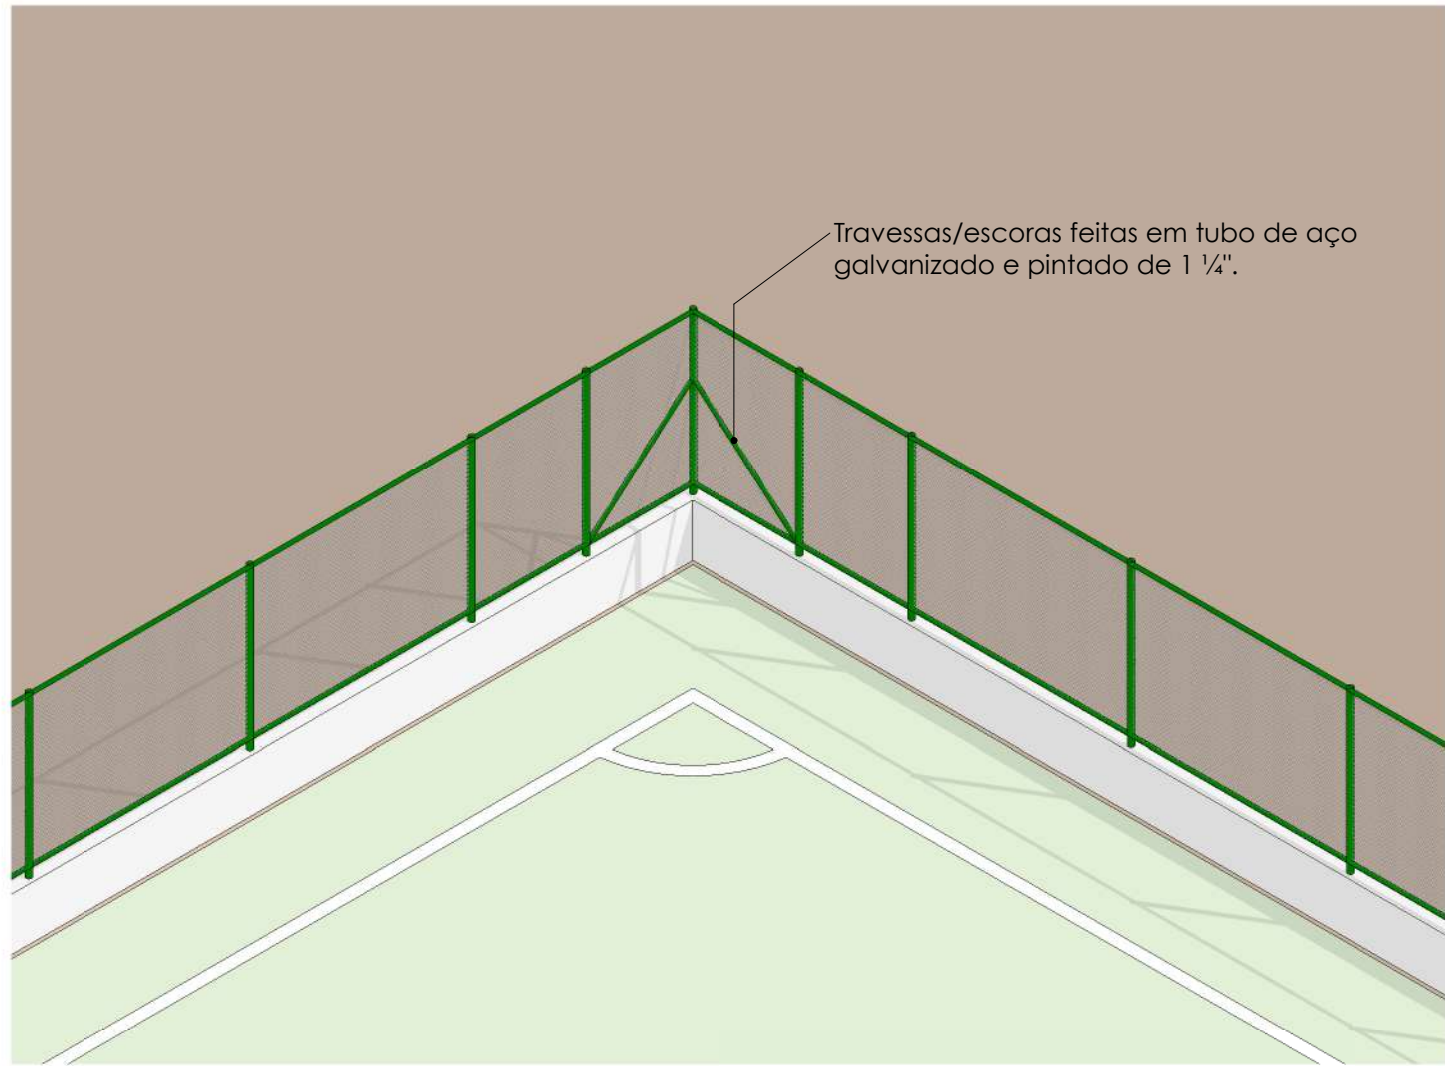 Travessas/escoras feitas em tubo de aço
galvanizado e pintado de 1 ¼".